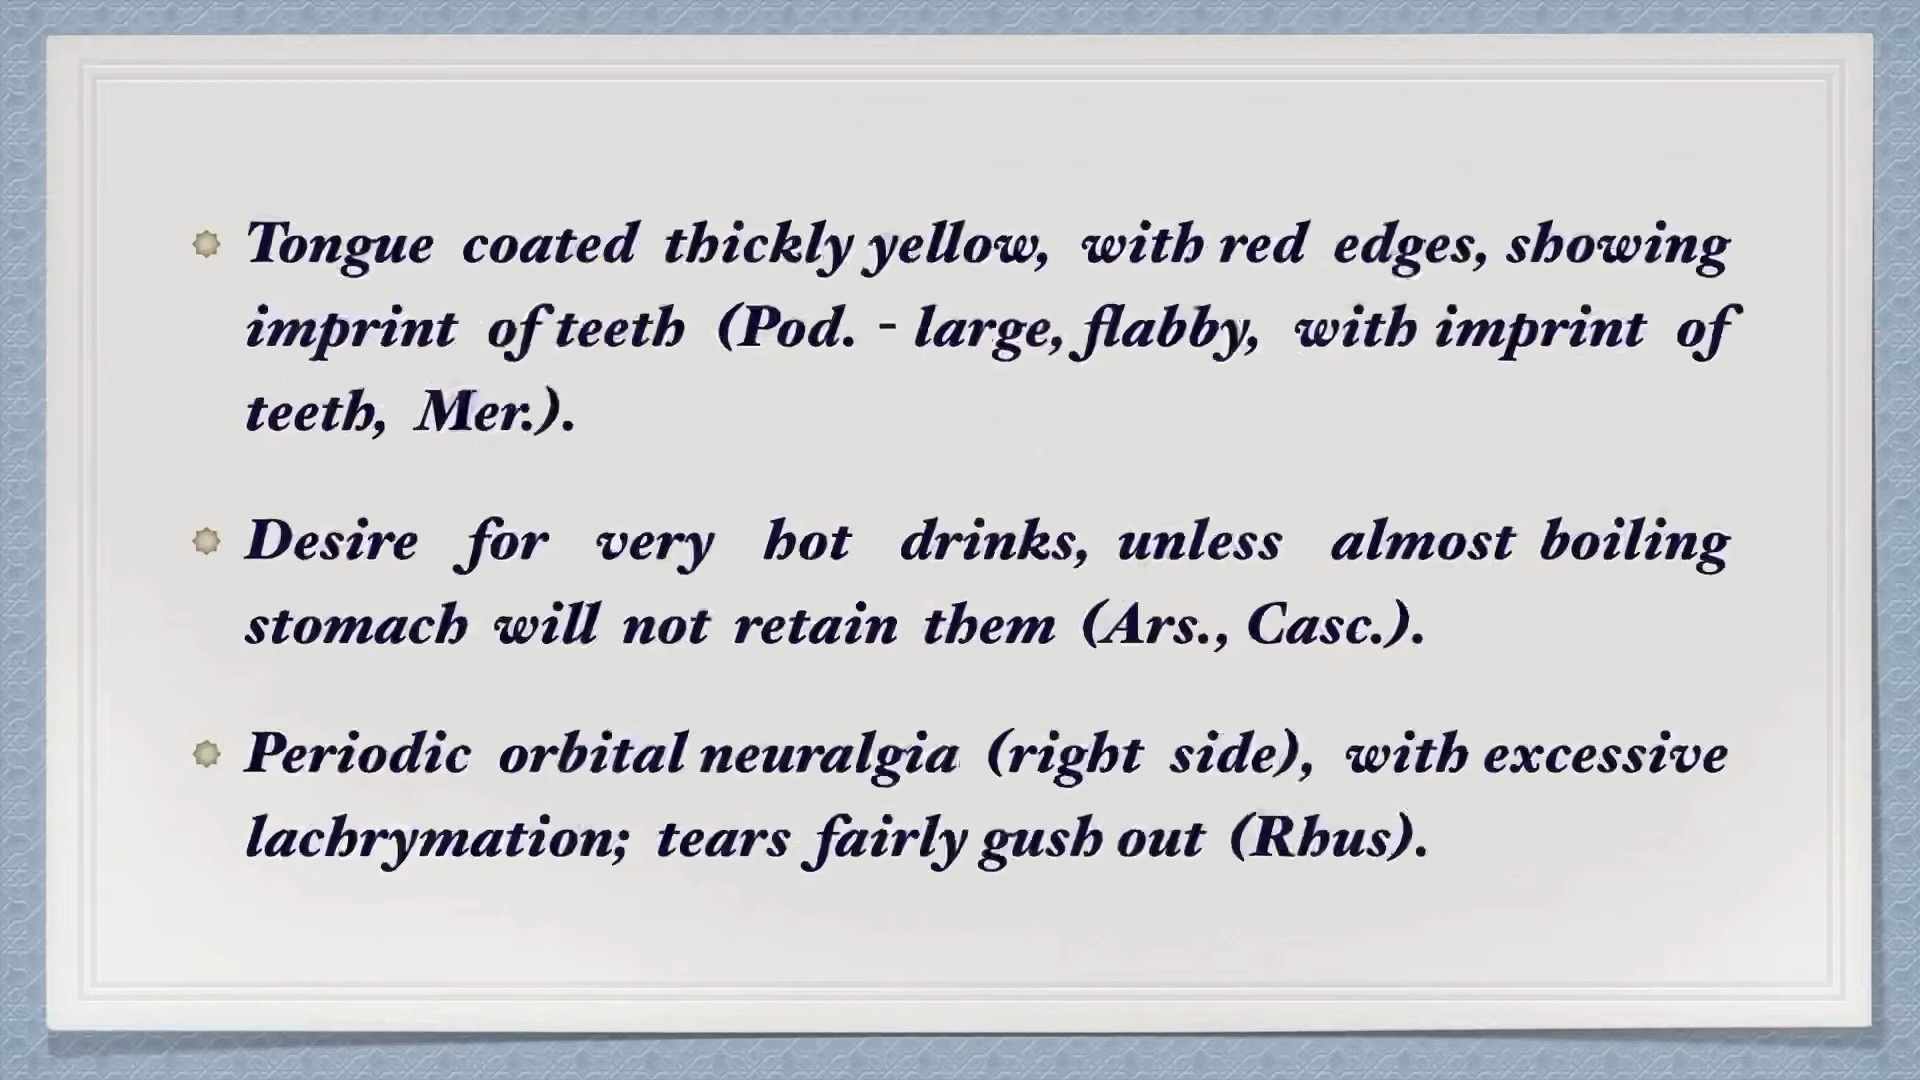 Tongue coated thickly yellow, with red edges, showing
imprint of teeth (Pod. - large, flabby, with imprint of
teeth, Mer.).
Desire for very hot drinks, unless almost boiling
stomach will not retain them (Ars., Casc.).
Periodic orbital neuralgia (right side), with excessive
lachrymation; tears fairly gush out (Rhus).